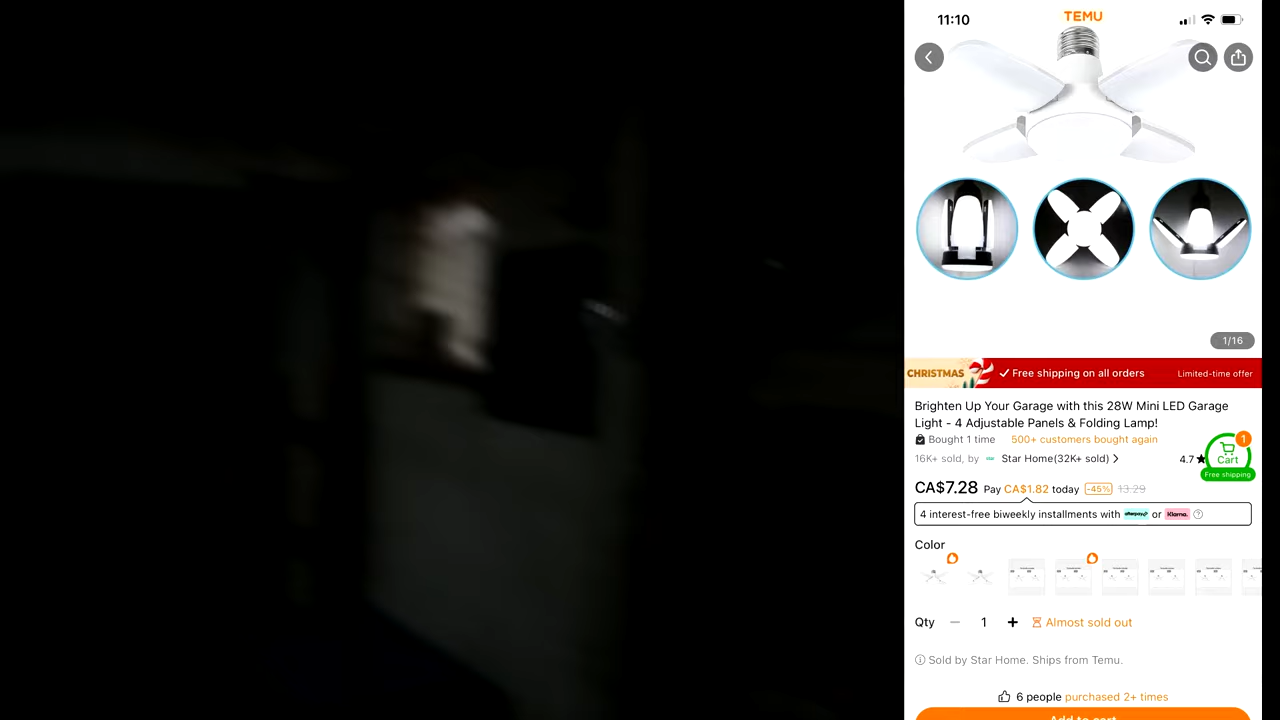 11:10
TEMU
1/16
CHRISTMAS
Free shipping on all orders
Limited-time offer
Brighten Up Your Garage with this 28W Mini LED Garage
Light - 4 Adjustable Panels & Folding Lamp!
Bought 1 time 500+ customers bought again
16K+ sold, by Star Home(32K+ sold)
4.7
1
Cart
Free shipping
CA$7.28 Pay CA$1.82 today -45% 13.29
4 interest-free biweekly installments with afterpay or Klarna.
Color
Qty 1 Almost sold out
Sold by Star Home. Ships from Temu.
6 people purchased 2+ times
Add to cart